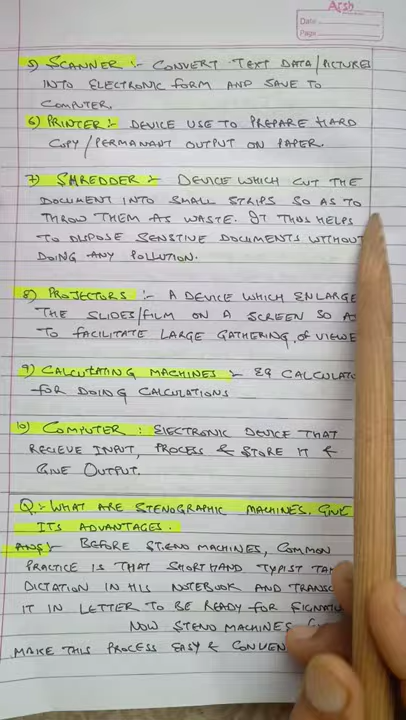 Arsh
Date
Page
5) SCANNER :- CONVERT TEXT DATA/PICTURES
INTO ELECTRONIC FORM AND SAVE TO
COMPUTER.
6) PRINTER :- DEVICE USE TO PREPARE HARD
COPY/PERMANANT OUTPUT ON PAPER.
7) SHREDDER :- DEVICE WHICH CUT THE
DOCUMENT INTO SMALL STRIPS SO AS TO
THROW THEM AS WASTE. IT THUS HELPS
TO DISPOSE SENSTIVE DOCUMENTS WITHOUT
DOING ANY POLLUTION.
8) PROJECTORS :- A DEVICE WHICH ENLARGE
THE SLIDES/FILM ON A SCREEN SO AS
TO FACILITATE LARGE GATHERING OF VIEWE
9) CALCULTATING MACHINES :- EQ CALCULATO
FOR DOING CALCULATIONS
10) COMPUTER : ELECTRONIC DEVICE THAT
RECIEVE INPUT, PROCESS & STORE IT &
GIVE OUTPUT.
Q:- WHAT ARE STENOGRAPHIC MACHINES. GIVE
ITS ADVANTAGES.
ANS:- BEFORE STENO MACHINES, COMMON
PRACTICE IS THAT SHORTHAND TYPIST TA
DICTATION IN HIS NOTEBOOK AND TRANSC
IT IN LETTER TO BE READY FOR SIGNAT
NOW STENO MACHINES
MAKE THIS PROCESS EASY & CONVEN